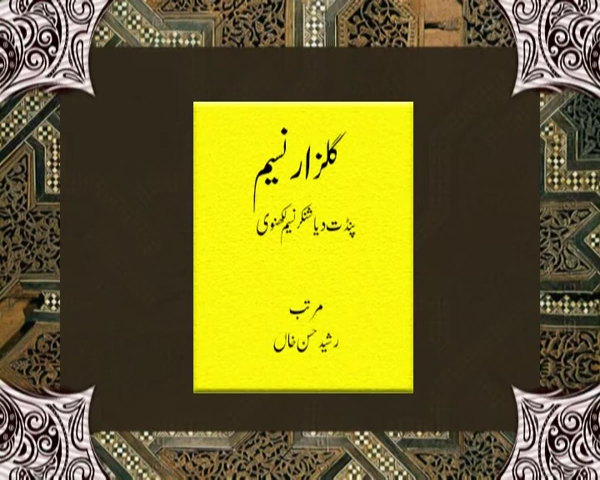 گلزار نسیم
پنڈت دیا شنکر نسیم لکھنوی
مرتب
رشید حسن خاں